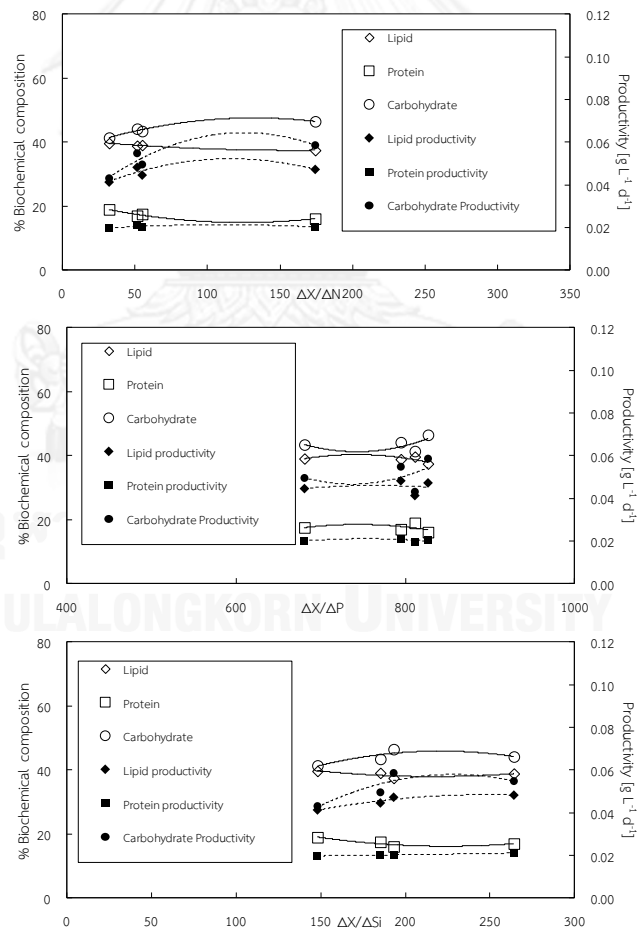 80
60
40
20
0
% Biochemical composition
0.12
0.10
0.08
0.06
0.04
0.02
0.00
Productivity [g L-1 d-1]
Lipid
Protein
Carbohydrate
Lipid productivity
Protein productivity
Carbohydrate Productivity
0 50 100 150 200 250 300 350
ΔX/ΔN
80
60
40
20
0
% Biochemical composition
0.12
0.10
0.08
0.06
0.04
0.02
0.00
Productivity [g L-1 d-1]
Lipid
Protein
Carbohydrate
Lipid productivity
Protein productivity
Carbohydrate Productivity
400 600 800 1000
ΔX/ΔP
ULALONGKORN UNIVERSITY
80
60
40
20
0
% Biochemical composition
0.12
0.10
0.08
0.06
0.04
0.02
0.00
Productivity [g L-1 d-1]
Lipid
Protein
Carbohydrate
Lipid productivity
Protein productivity
Carbohydrate Productivity
0 50 100 150 200 250 300
ΔX/ΔSi